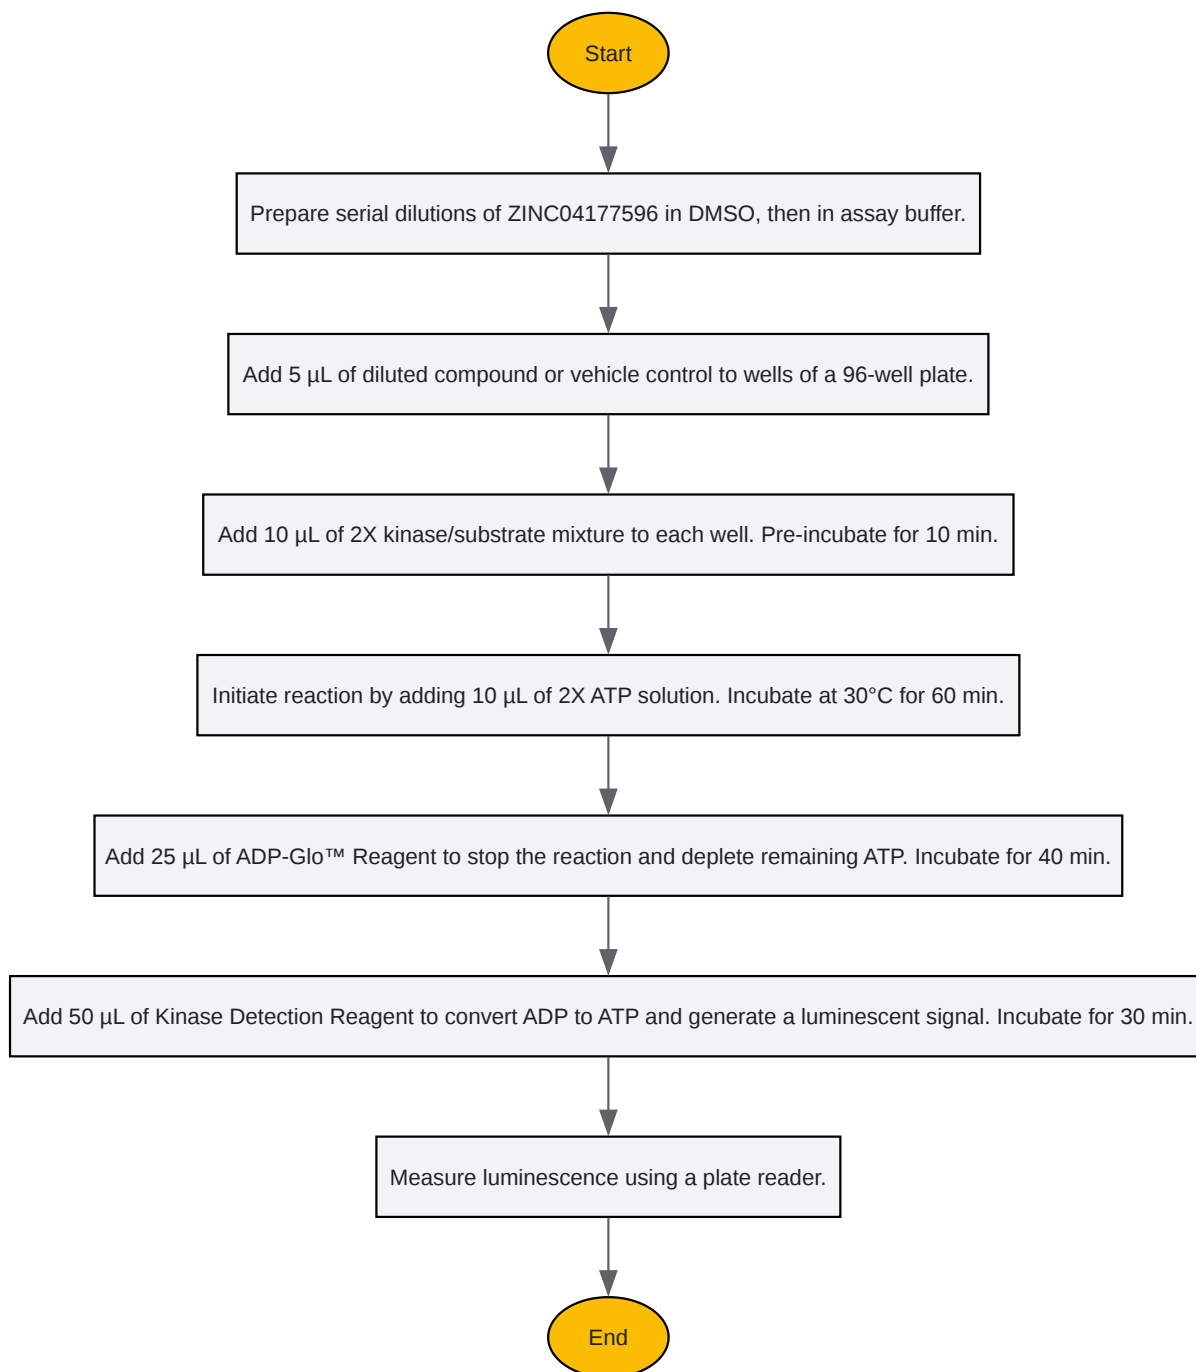 Start
Prepare serial dilutions of ZINC04177596 in DMSO, then in assay buffer.
Add 5 µL of diluted compound or vehicle control to wells of a 96-well plate.
Add 10 µL of 2X kinase/substrate mixture to each well. Pre-incubate for 10 min.
Initiate reaction by adding 10 µL of 2X ATP solution. Incubate at 30°C for 60 min.
Add 25 µL of ADP-Glo™ Reagent to stop the reaction and deplete remaining ATP. Incubate for 40 min.
Add 50 µL of Kinase Detection Reagent to convert ADP to ATP and generate a luminescent signal. Incubate for 30 min.
Measure luminescence using a plate reader.
End